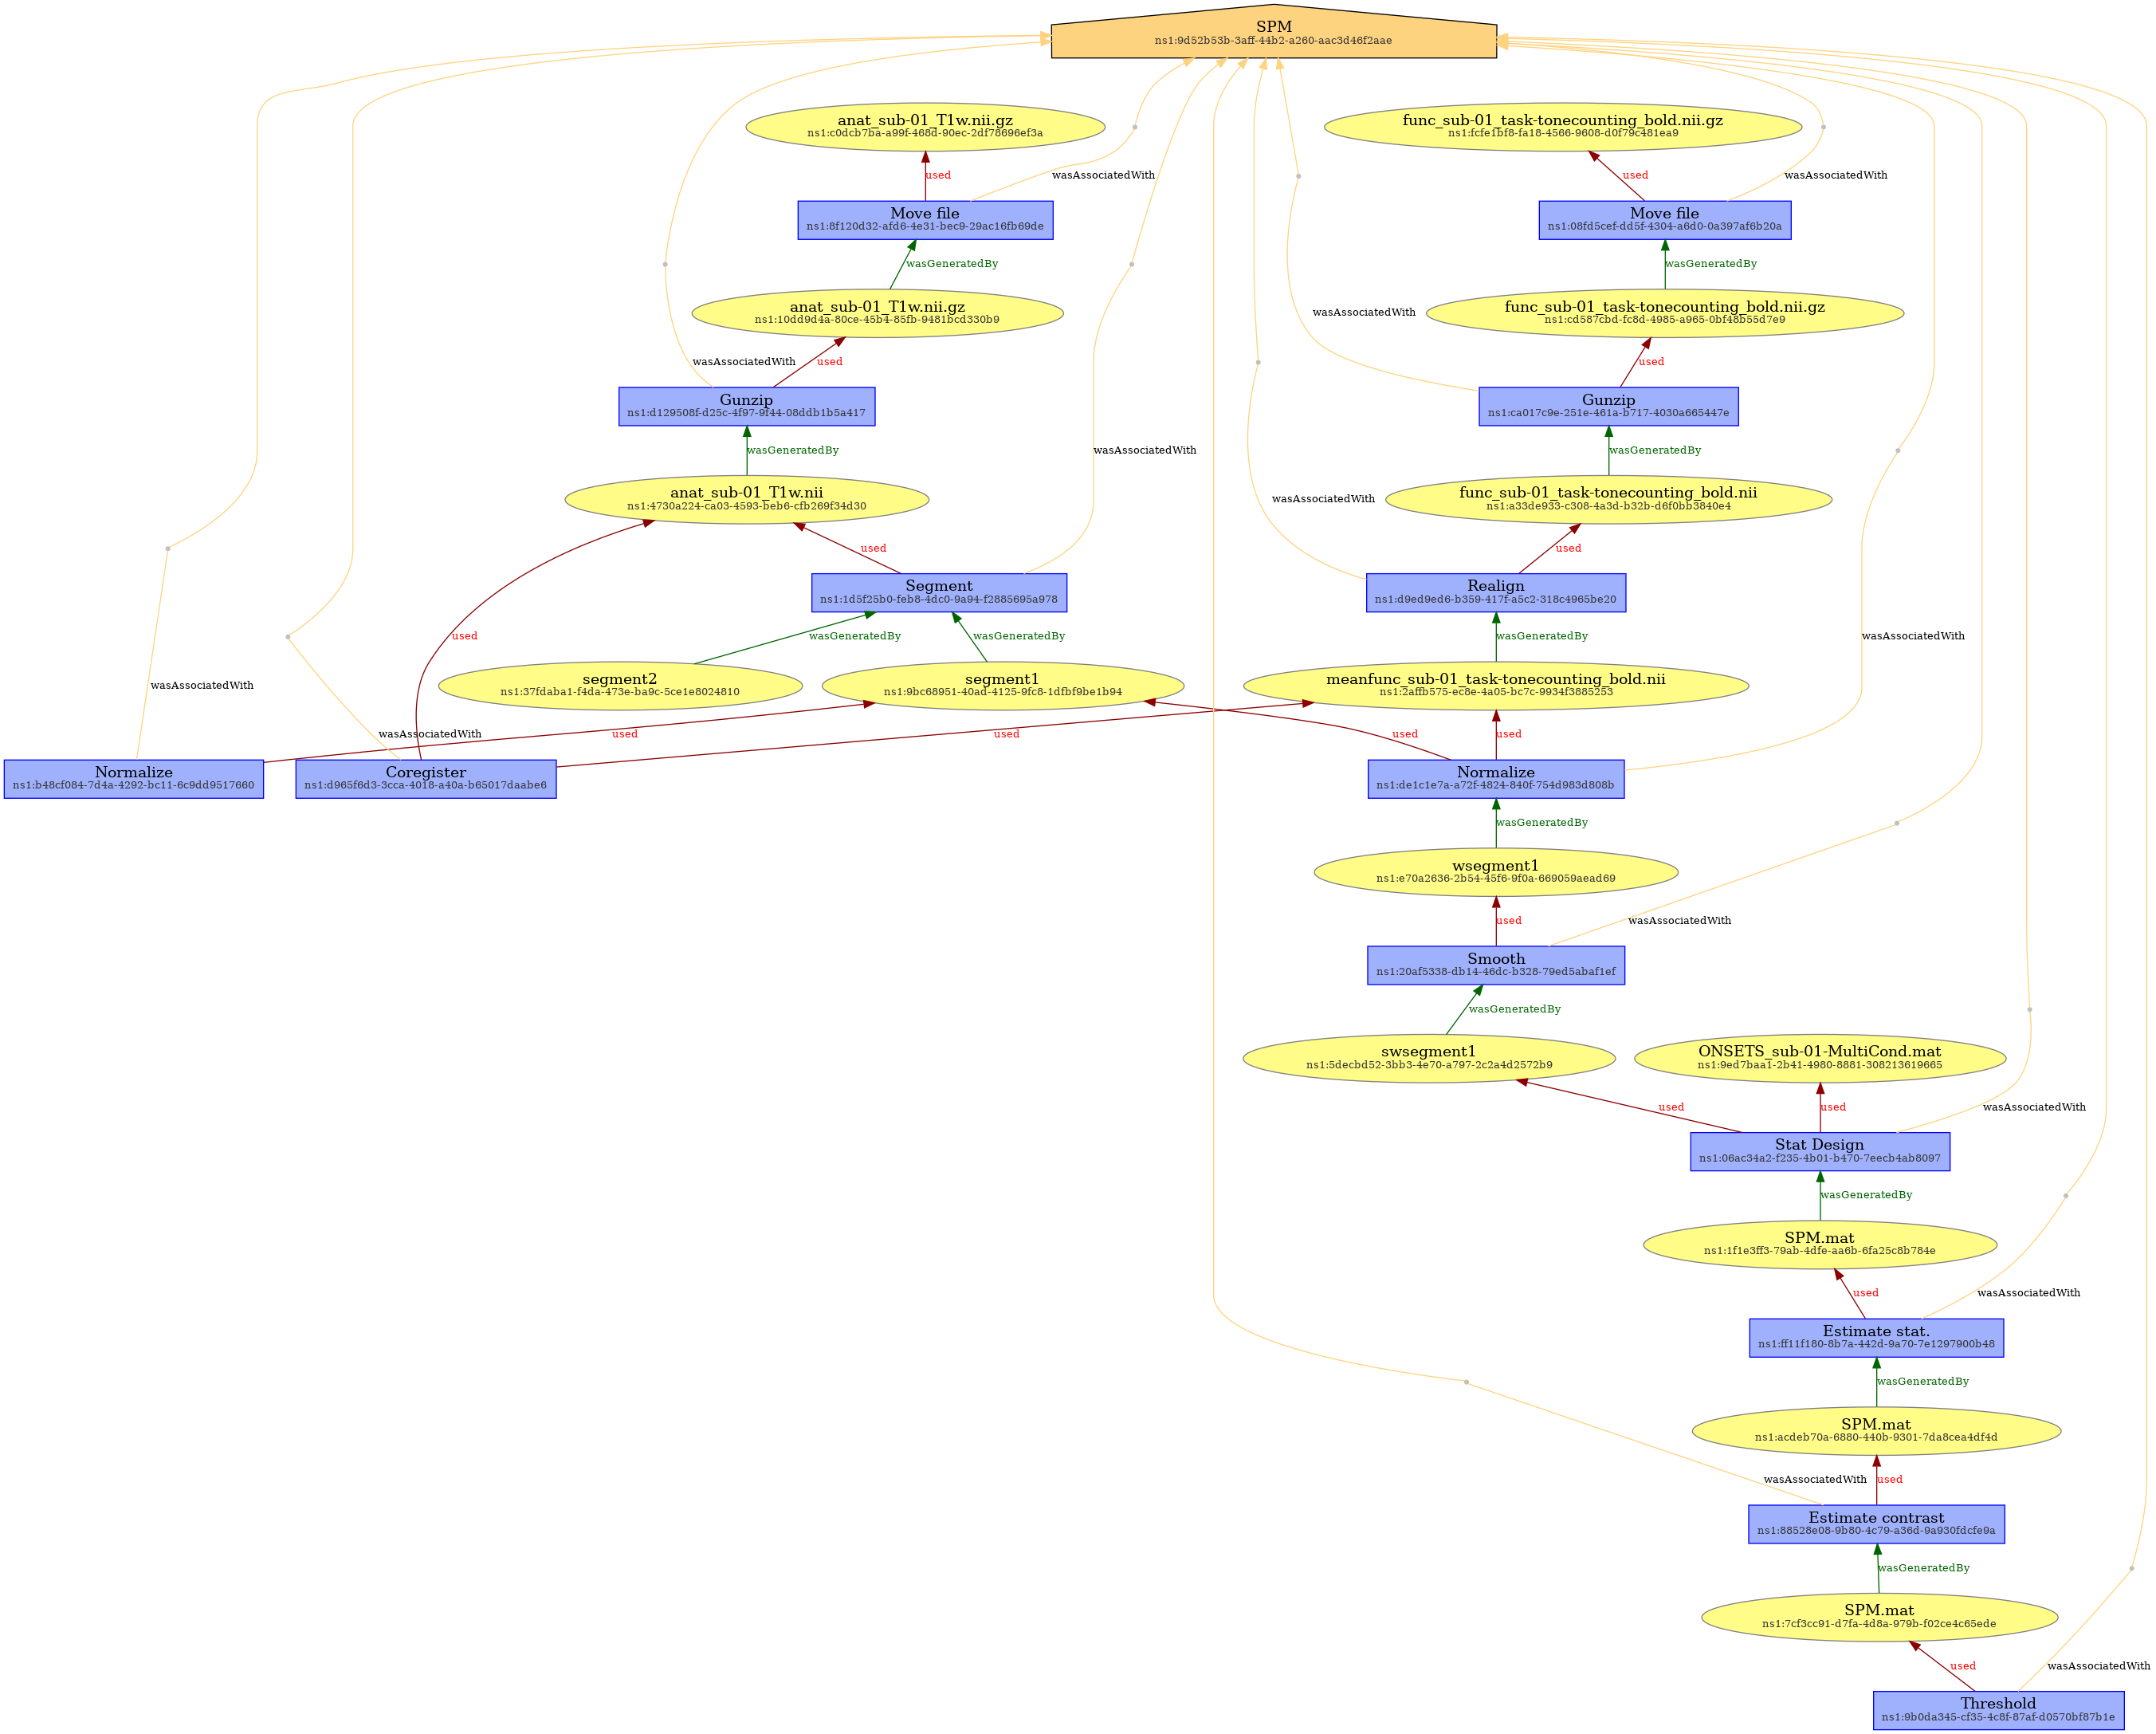 SPM
ns1:9d52b53b-3aff-44b2-a260-aac3d46f2aae
anat_sub-01_T1w.nii.gz
ns1:c0dcb7ba-a99f-468d-90ec-2df78696ef3a
func_sub-01_task-tonecounting_bold.nii.gz
ns1:fcfe1bf8-fa18-4566-9608-d0f79c481ea9
used
wasAssociatedWith
used
wasAssociatedWith
Move file
ns1:8f120d32-afd6-4e31-bec9-29ac16fb69de
Move file
ns1:08fd5cef-dd5f-4304-a6d0-0a397af6b20a
wasGeneratedBy
wasGeneratedBy
anat_sub-01_T1w.nii.gz
ns1:10dd9d4a-80ce-45b4-85fb-9481bcd330b9
wasAssociatedWith
func_sub-01_task-tonecounting_bold.nii.gz
ns1:cd587cbd-fc8d-4985-a965-0bf48b55d7e9
wasAssociatedWith
used
used
Gunzip
ns1:d129508f-d25c-4f97-9f44-08ddb1b5a417
Gunzip
ns1:ca017c9e-251e-461a-b717-4030a665447e
wasGeneratedBy
wasAssociatedWith
wasGeneratedBy
anat_sub-01_T1w.nii
ns1:4730a224-ca03-4593-beb6-cfb269f34d30
wasAssociatedWith
func_sub-01_task-tonecounting_bold.nii
ns1:a33de933-c308-4a3d-b32b-d6f0bb3840e4
used
used
Segment
ns1:1d5f25b0-feb8-4dc0-9a94-f2885695a978
Realign
ns1:d9ed9ed6-b359-417f-a5c2-318c4965be20
used
wasGeneratedBy
wasGeneratedBy
wasGeneratedBy
wasAssociatedWith
wasAssociatedWith
segment2
ns1:37fdaba1-f4da-473e-ba9c-5ce1e8024810
segment1
ns1:9bc68951-40ad-4125-9fc8-1dfbf9be1b94
meanfunc_sub-01_task-tonecounting_bold.nii
ns1:2affb575-ec8e-4a05-bc7c-9934f3885253
wasAssociatedWith
used
used
used
used
Normalize
ns1:b48cf084-7d4a-4292-bc11-6c9dd9517660
Coregister
ns1:d965f6d3-3cca-4018-a40a-b65017daabe6
Normalize
ns1:de1c1e7a-a72f-4824-840f-754d983d808b
wasGeneratedBy
wsegment1
ns1:e70a2636-2b54-45f6-9f0a-669059aead69
used
wasAssociatedWith
Smooth
ns1:20af5338-db14-46dc-b328-79ed5abaf1ef
wasGeneratedBy
swsegment1
ns1:5decbd52-3bb3-4e70-a797-2c2a4d2572b9
ONSETS_sub-01-MultiCond.mat
ns1:9ed7baa1-2b41-4980-8881-308213619665
used
used
wasAssociatedWith
Stat Design
ns1:06ac34a2-f235-4b01-b470-7eecb4ab8097
wasGeneratedBy
SPM.mat
ns1:1f1e3ff3-79ab-4dfe-aa6b-6fa25c8b784e
used
wasAssociatedWith
Estimate stat.
ns1:ff11f180-8b7a-442d-9a70-7e1297900b48
wasGeneratedBy
SPM.mat
ns1:acdeb70a-6880-440b-9301-7da8cea4df4d
wasAssociatedWith
used
Estimate contrast
ns1:88528e08-9b80-4c79-a36d-9a930fdcfe9a
wasGeneratedBy
SPM.mat
ns1:7cf3cc91-d7fa-4d8a-979b-f02ce4c65ede
used
wasAssociatedWith
Threshold
ns1:9b0da345-cf35-4c8f-87af-d0570bf87b1e